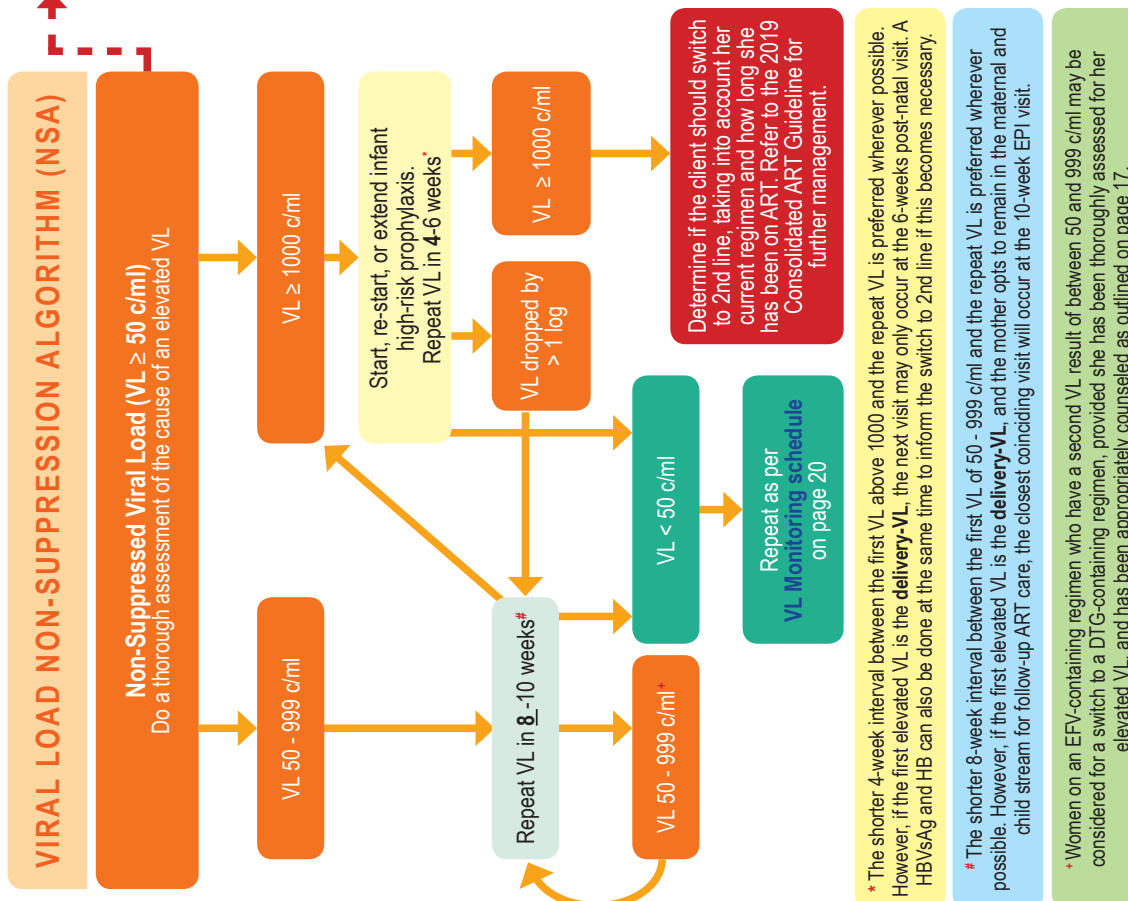 VIRAL LOAD NON-SUPPRESSION ALGORITHM (NSA)
Non-Suppressed Viral Load (VL ≥ 50 c/ml)
Do a thorough assessment of the cause of an elevated VL
VL 50 - 999 c/ml
VL ≥ 1000 c/ml
Start, re-start, or extend infant
high-risk prophylaxis.
Repeat VL in 4-6 weeks*
Repeat VL in 8 -10 weeks#
VL dropped by
> 1 log
VL ≥ 1000 c/ml
VL 50 - 999 c/ml+
VL < 50 c/ml
Determine if the client should switch
to 2nd line, taking into account her
current regimen and how long she
has been on ART. Refer to the 2019
Consolidated ART Guideline for
further management.
Repeat as per
VL Monitoring schedule
on page 20
* The shorter 4-week interval between the first VL above 1000 and the repeat VL is preferred wherever possible.
However, if the first elevated VL is the delivery-VL, the next visit may only occur at the 6-weeks post-natal visit. A
HBVsAg and HB can also be done at the same time to inform the switch to 2nd line if this becomes necessary.
# The shorter 8-week interval between the first VL of 50 - 999 c/ml and the repeat VL is preferred wherever
possible. However, if the first elevated VL is the delivery-VL, and the mother opts to remain in the maternal and
child stream for follow-up ART care, the closest coinciding visit will occur at the 10-week EPI visit.
+ Women on an EFV-containing regimen who have a second VL result of between 50 and 999 c/ml may be
considered for a switch to a DTG-containing regimen, provided she has been thoroughly assessed for her
elevated VL, and has been appropriately counseled as outlined on page 17.